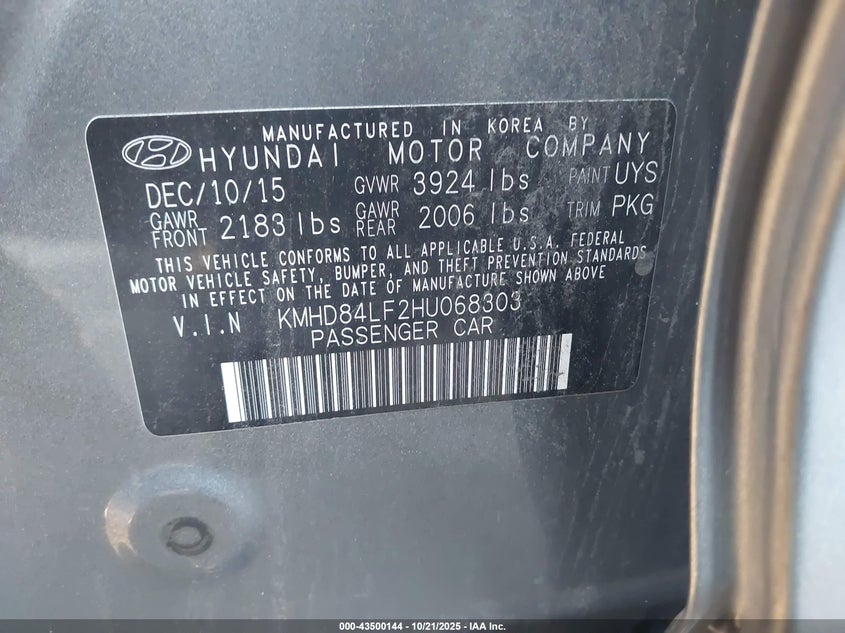 MANUFACTURED IN KOREA BY
HYUNDAI MOTOR COMPANY
DEC/10/15 GVWR 3924 lbs PAINT UYS
GAWR FRONT 2183 lbs GAWR REAR 2006 lbs TRIM PKG
THIS VEHICLE CONFORMS TO ALL APPLICABLE U.S.A. FEDERAL
MOTOR VEHICLE SAFETY, BUMPER, AND THEFT PREVENTION STANDARDS
IN EFFECT ON THE DATE OF MANUFACTURE SHOWN ABOVE
V.I.N KMHD84LF2HU068303
PASSENGER CAR
000-43500144 - 10/21/2025 - IAA Inc.